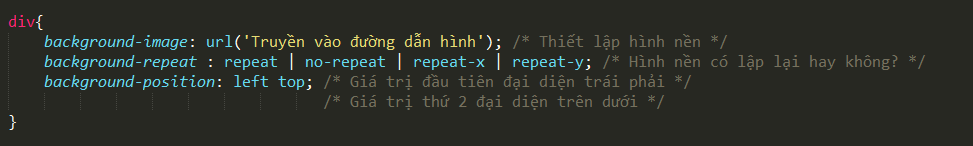 div{
background-image: url('Truyền vào đường dẫn hình'); /* Thiết lập hình nền */
background-repeat : repeat | no-repeat | repeat-x | repeat-y; /* Hình nền có lập lại hay không? */
background-position: left top; /* Giá trị đầu tiên đại diện trái phải */
/* Giá trị thứ 2 đại diện trên dưới */
}